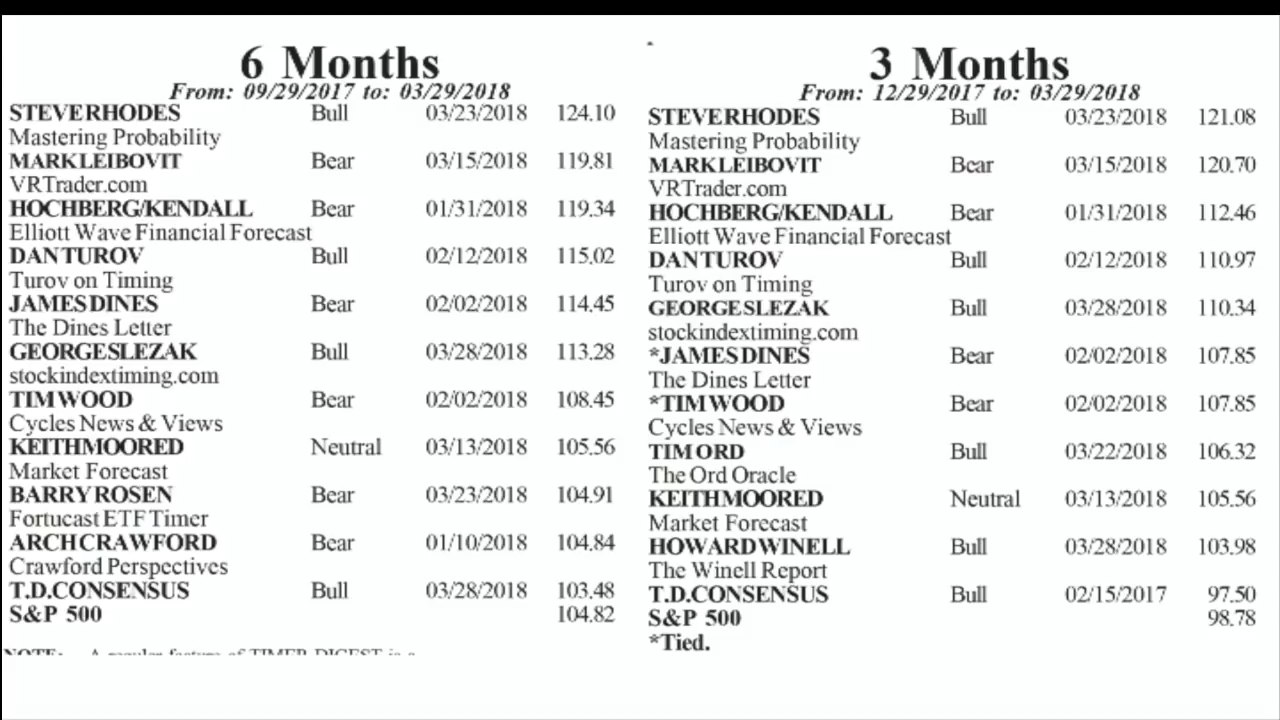 6 Months
From: 09/29/2017 to: 03/29/2018
STEVE RHODES Bull 03/23/2018 124.10
Mastering Probability
MARK LEIBOVIT Bear 03/15/2018 119.81
VRTrader.com
HOCHBERG/KENDALL Bear 01/31/2018 119.34
Elliott Wave Financial Forecast
DAN TUROV Bull 02/12/2018 115.02
Turov on Timing
JAMES DINES Bear 02/02/2018 114.45
The Dines Letter
GEORGE SLEZAK Bull 03/28/2018 113.28
stockindextiming.com
TIM WOOD Bear 02/02/2018 108.45
Cycles News & Views
KEITH MOORED Neutral 03/13/2018 105.56
Market Forecast
BARRY ROSEN Bear 03/23/2018 104.91
Fortucast ETF Timer
ARCH CRAWFORD Bear 01/10/2018 104.84
Crawford Perspectives
T.D. CONSENSUS Bull 03/28/2018 103.48
S&P 500 104.82
NOTE: A regular feature of TIMER DIGEST is a
3 Months
From: 12/29/2017 to: 03/29/2018
STEVE RHODES Bull 03/23/2018 121.08
Mastering Probability
MARK LEIBOVIT Bear 03/15/2018 120.70
VRTrader.com
HOCHBERG/KENDALL Bear 01/31/2018 112.46
Elliott Wave Financial Forecast
DAN TUROV Bull 02/12/2018 110.97
Turov on Timing
GEORGE SLEZAK Bull 03/28/2018 110.34
stockindextiming.com
*JAMES DINES Bear 02/02/2018 107.85
The Dines Letter
*TIM WOOD Bear 02/02/2018 107.85
Cycles News & Views
TIM ORD Bull 03/22/2018 106.32
The Ord Oracle
KEITH MOORED Neutral 03/13/2018 105.56
Market Forecast
HOWARD WINELL Bull 03/28/2018 103.98
The Winell Report
T.D. CONSENSUS Bull 02/15/2017 97.50
S&P 500 98.78
*Tied.